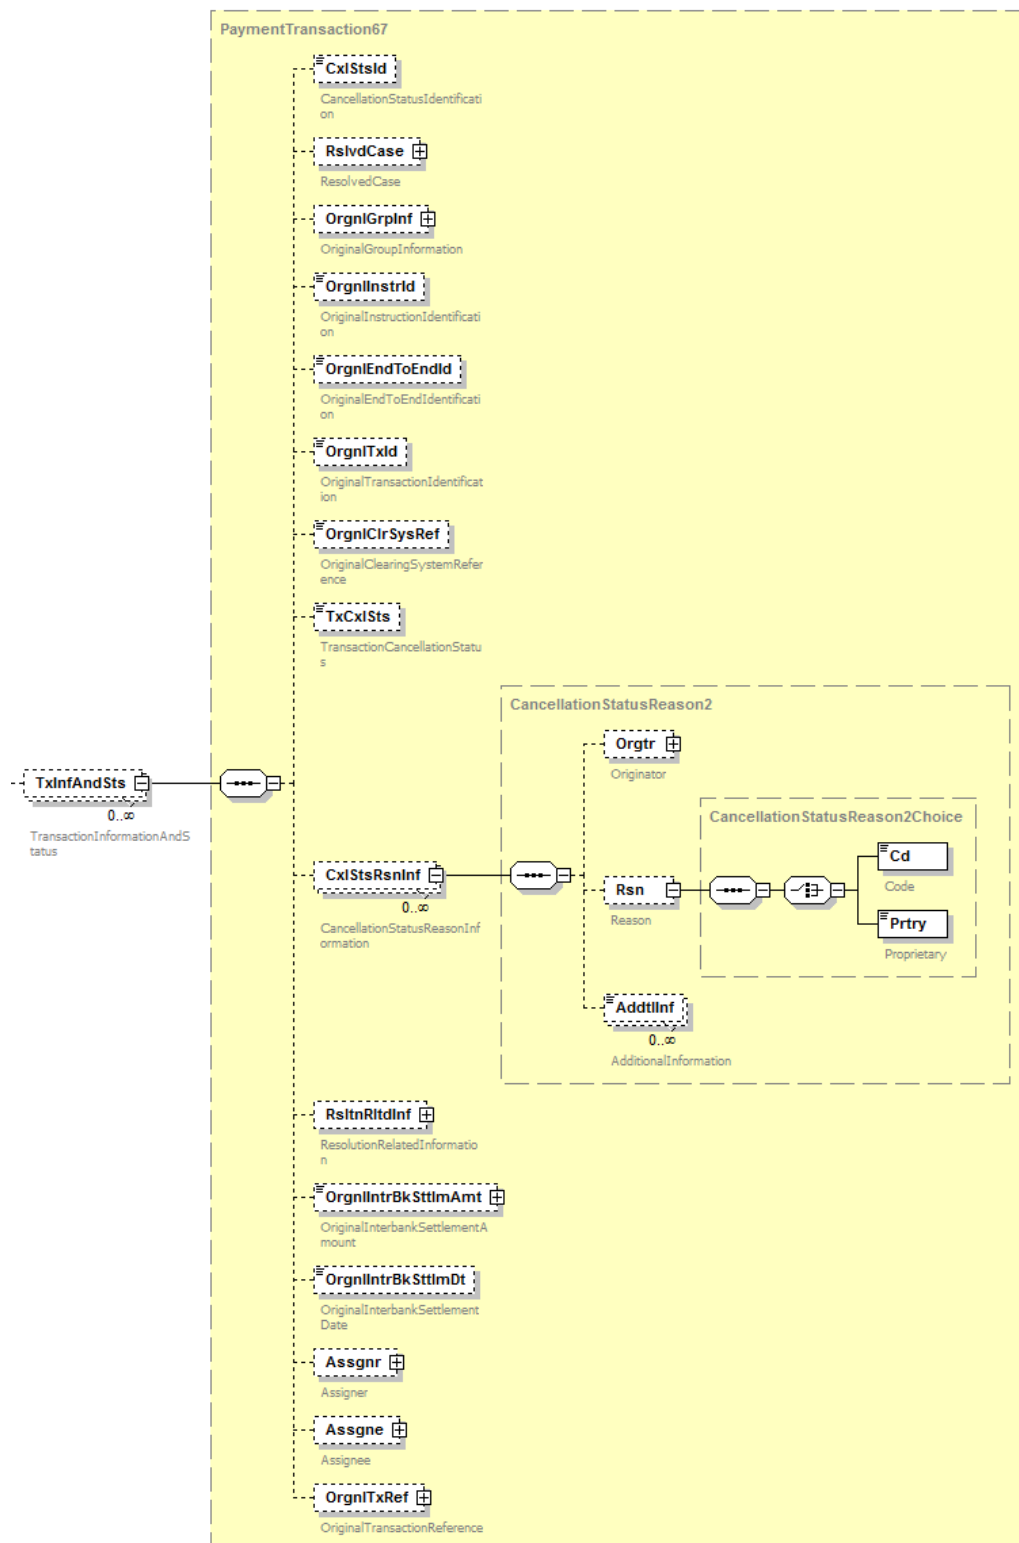 PaymentTransaction67
CxlStsId
CancellationStatusIdentificati
on
RslvdCase
ResolvedCase
OrgnlGrpInf
OriginalGroupInformation
OrgnlInstrId
OriginalInstructionIdentificati
on
OrgnlEndToEndId
OriginalEndToEndIdentificati
on
OrgnlTxId
OriginalTransactionIdentificat
ion
OrgnlClrSysRef
OriginalClearingSystemRefer
ence
TxCxlSts
TransactionCancellationStatu
s
TxInfAndSts
0..∞
TransactionInformationAndS
tatus
CxlStsRsnInf
0..∞
CancellationStatusReasonInf
ormation
CancellationStatusReason2
Orgtr
Originator
Rsn
Reason
CancellationStatusReason2Choice
Cd
Code
Prtry
Proprietary
AddtlInf
0..∞
AdditionalInformation
RsltnRltdInf
ResolutionRelatedInformatio
n
OrgnlIntrBkSttlmAmt
OriginalInterbankSettlementA
mount
OrgnlIntrBkSttlmDt
OriginalInterbankSettlement
Date
Assgnr
Assigner
Assgne
Assignee
OrgnlTxRef
OriginalTransactionReference